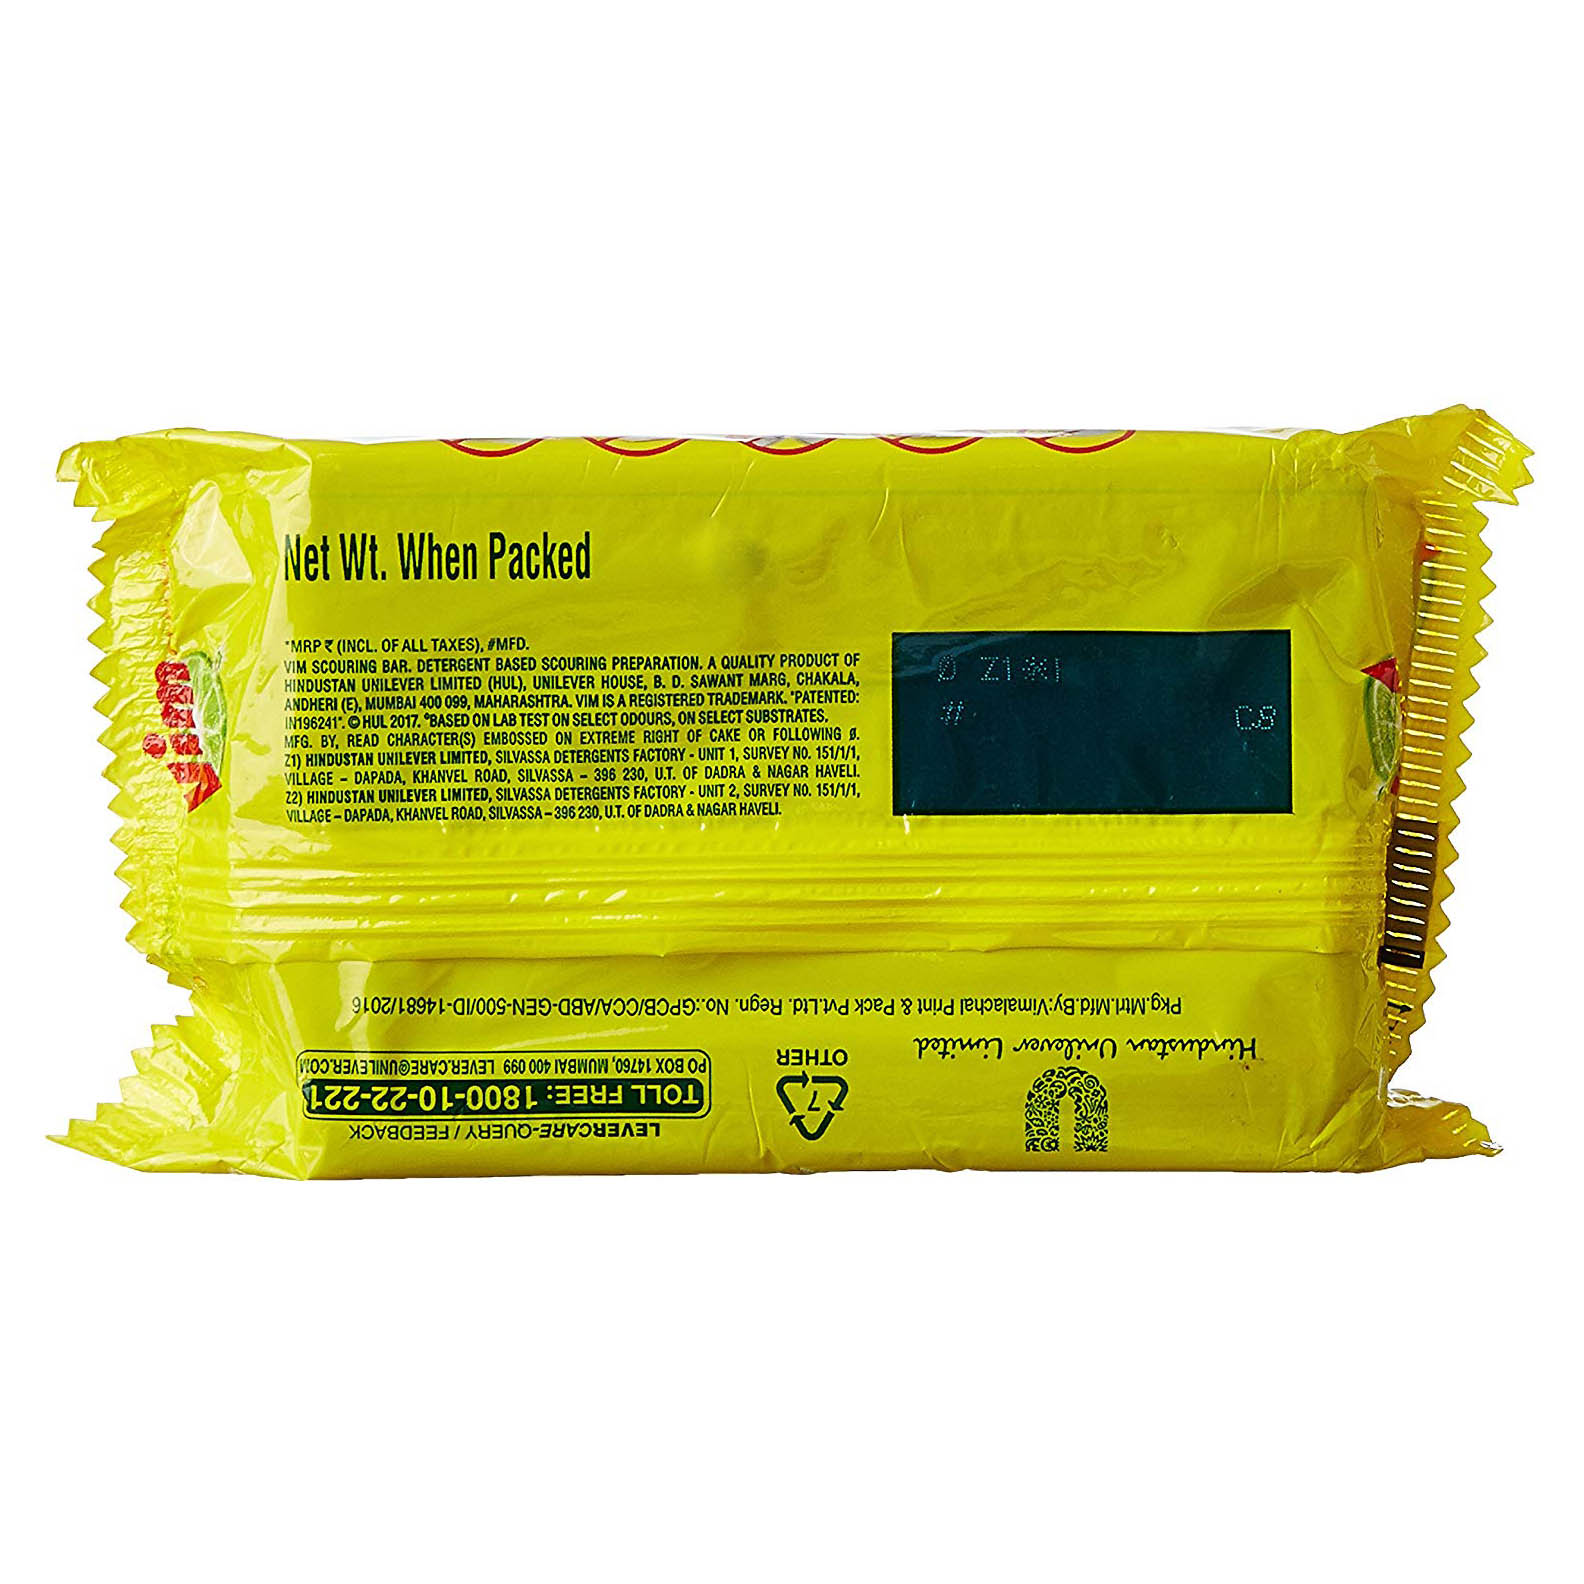 Net Wt. When Packed
*MRP ₹ (INCL. OF ALL TAXES), #MFD.
VIM SCOURING BAR. DETERGENT BASED SCOURING PREPARATION. A QUALITY PRODUCT OF
HINDUSTAN UNILEVER LIMITED (HUL), UNILEVER HOUSE, B. D. SAWANT MARG, CHAKALA,
ANDHERI (E), MUMBAI 400 099, MAHARASHTRA. VIM IS A REGISTERED TRADEMARK. "PATENTED:
IN196241". © HUL 2017. °BASED ON LAB TEST ON SELECT ODOURS, ON SELECT SUBSTRATES.
MFG. BY, READ CHARACTER(S) EMBOSSED ON EXTREME RIGHT OF CAKE OR FOLLOWING Ø.
Z1) HINDUSTAN UNILEVER LIMITED, SILVASSA DETERGENTS FACTORY - UNIT 1, SURVEY NO. 151/1/1,
VILLAGE – DAPADA, KHANVEL ROAD, SILVASSA – 396 230, U.T. OF DADRA & NAGAR HAVELI.
Z2) HINDUSTAN UNILEVER LIMITED, SILVASSA DETERGENTS FACTORY - UNIT 2, SURVEY NO. 151/1/1,
VILLAGE – DAPADA, KHANVEL ROAD, SILVASSA – 396 230, U.T. OF DADRA & NAGAR HAVELI.
Ø Z1
# C8
Vim
LEVERCARE-QUERY / FEEDBACK
TOLL FREE: 1800-10-22-221
PO BOX 14760, MUMBAI 400 099 LEVER.CARE@UNILEVER.COM
7
OTHER
Hindustan Unilever Limited
Pkg.Mtrl.Mfd.By:Vimalachal Print & Pack Pvt.Ltd. Regn. No.:GPCB/CCA/ABD-GEN-500/ID-14681/2016